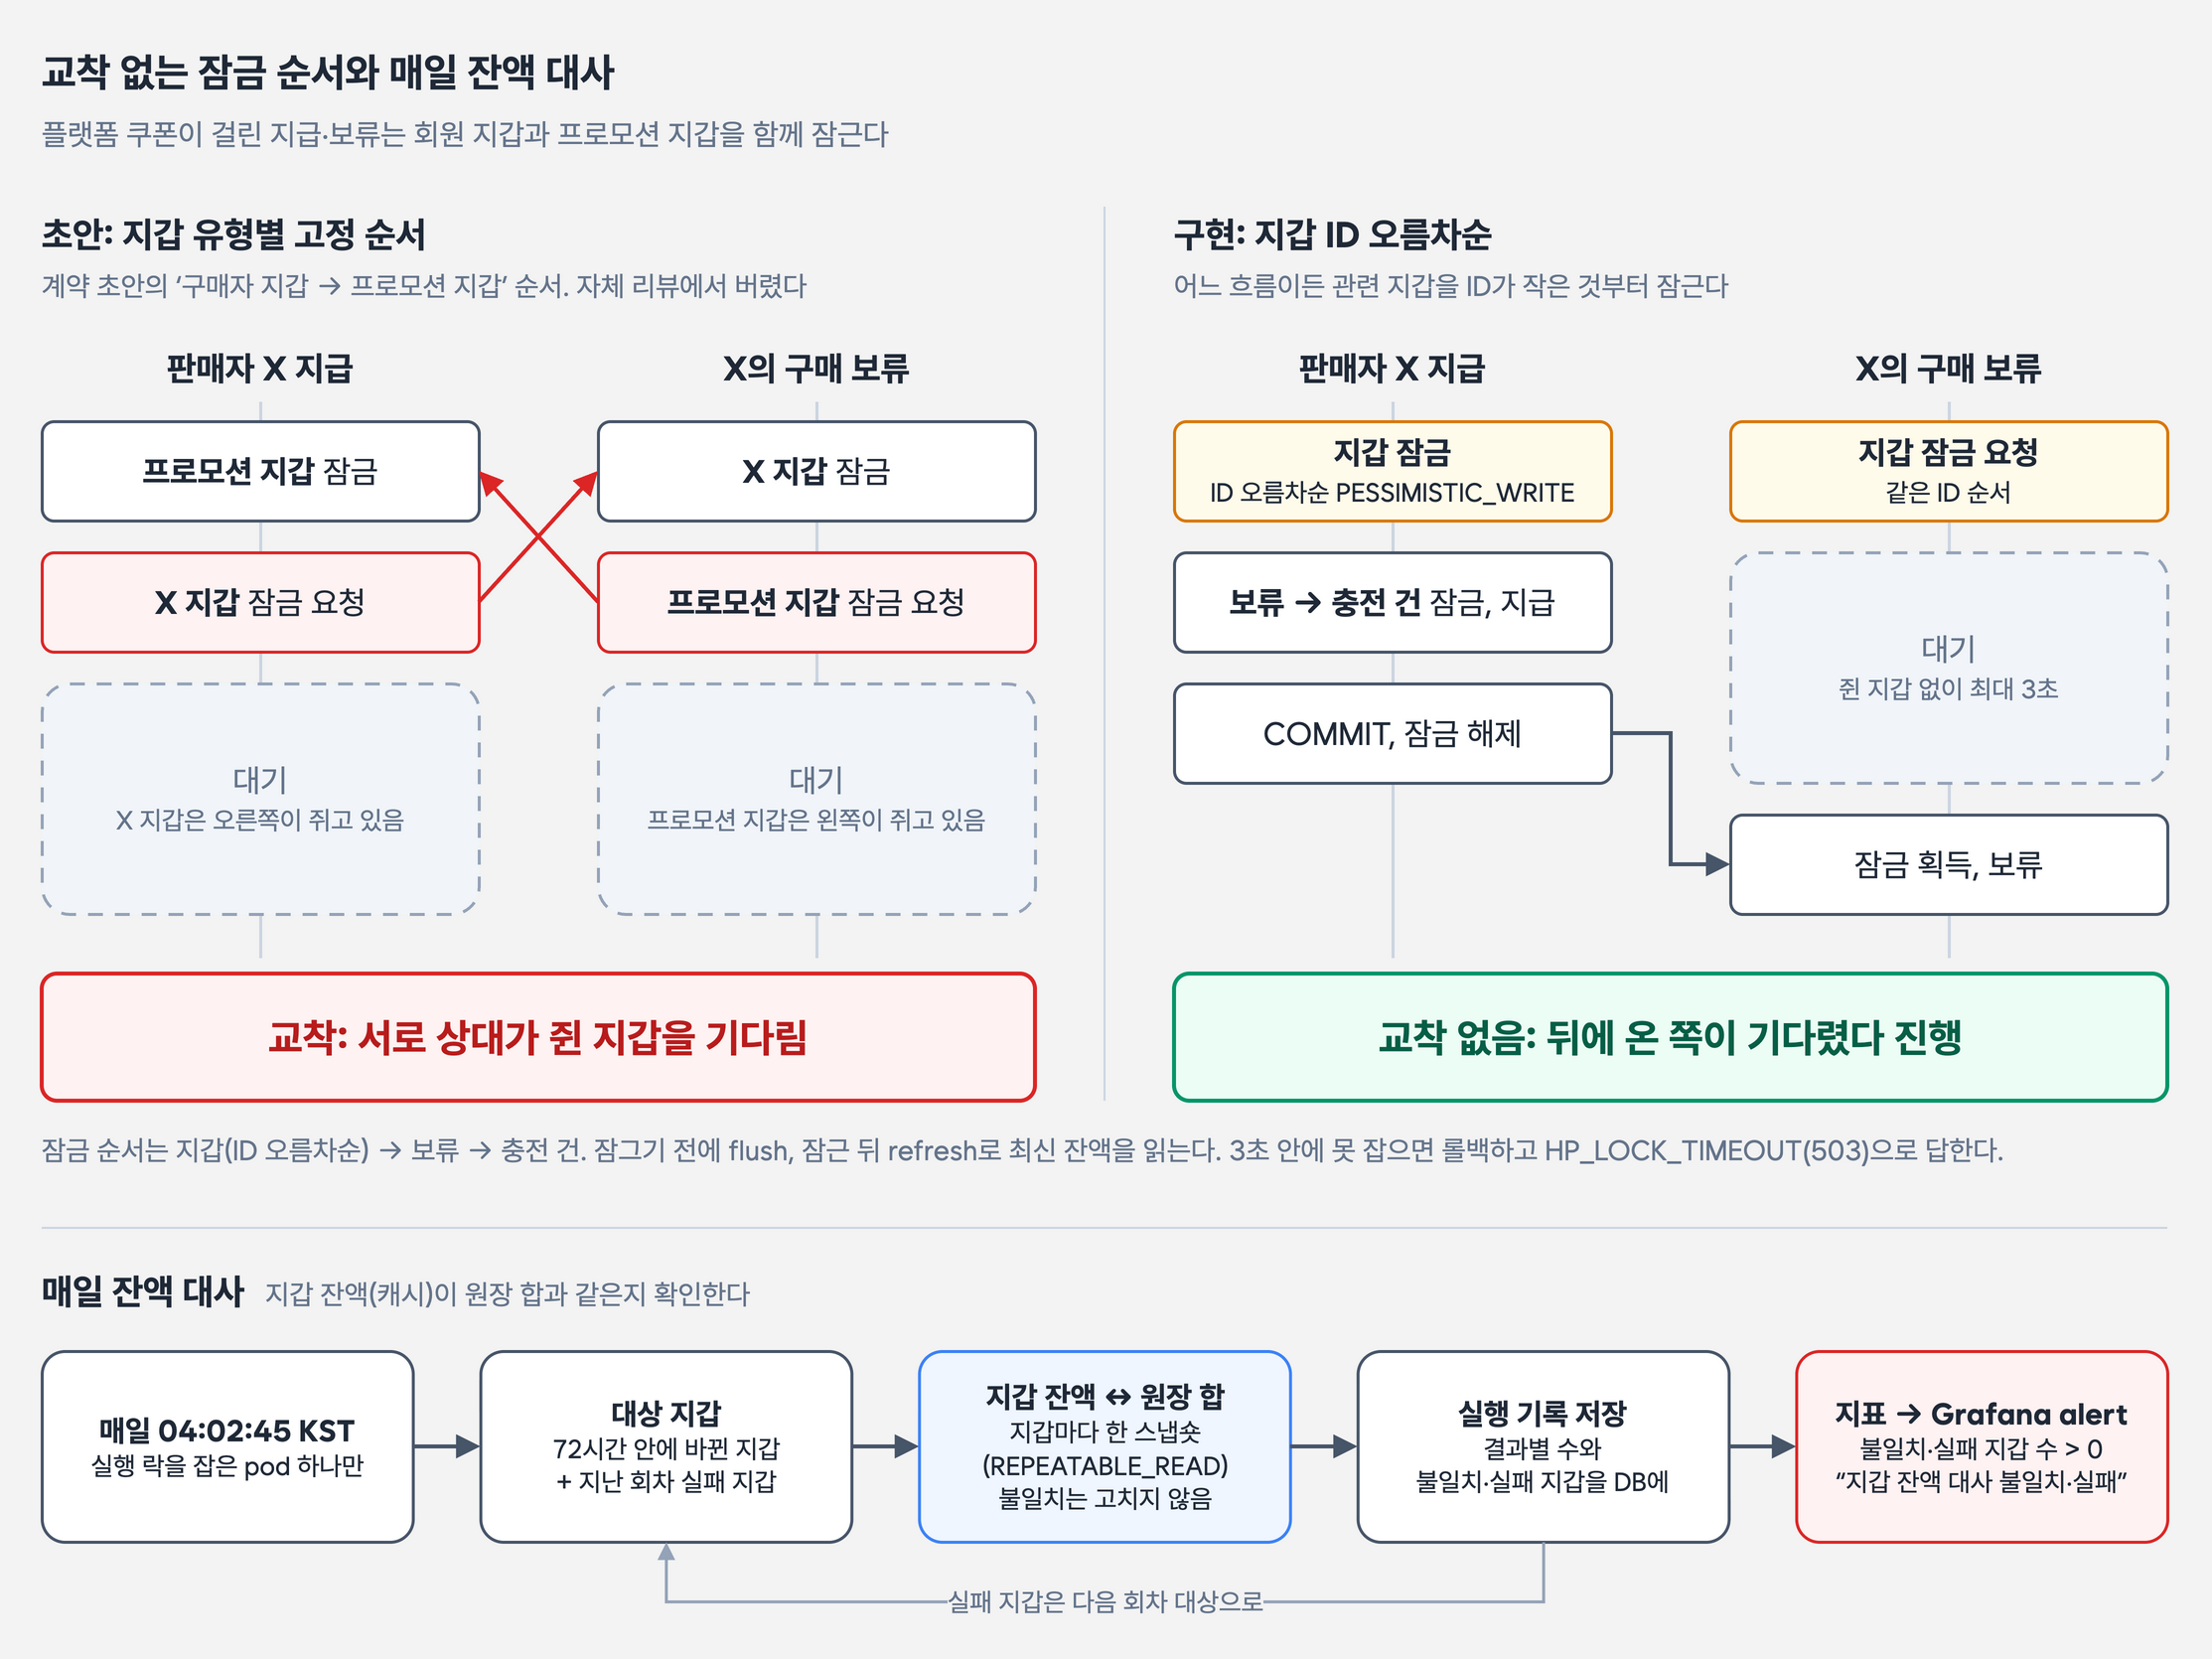 교착 없는 잠금 순서와 매일 잔액 대사
플랫폼 쿠폰이 걸린 지급·보류는 회원 지갑과 프로모션 지갑을 함께 잠근다
초안: 지갑 유형별 고정 순서
계약 초안의 ‘구매자 지갑 → 프로모션 지갑’ 순서. 자체 리뷰에서 버렸다
판매자 X 지급
X의 구매 보류
프로모션 지갑 잠금
X 지갑 잠금
X 지갑 잠금 요청
프로모션 지갑 잠금 요청
대기
X 지갑은 오른쪽이 쥐고 있음
대기
프로모션 지갑은 왼쪽이 쥐고 있음
교착: 서로 상대가 쥔 지갑을 기다림
구현: 지갑 ID 오름차순
어느 흐름이든 관련 지갑을 ID가 작은 것부터 잠근다
판매자 X 지급
X의 구매 보류
지갑 잠금
ID 오름차순 PESSIMISTIC_WRITE
지갑 잠금 요청
같은 ID 순서
보류 → 충전 건 잠금, 지급
대기
쥔 지갑 없이 최대 3초
COMMIT, 잠금 해제
잠금 획득, 보류
교착 없음: 뒤에 온 쪽이 기다렸다 진행
잠금 순서는 지갑(ID 오름차순) → 보류 → 충전 건. 잠그기 전에 flush, 잠근 뒤 refresh로 최신 잔액을 읽는다. 3초 안에 못 잡으면 롤백하고 HP_LOCK_TIMEOUT(503)으로 답한다.
매일 잔액 대사 지갑 잔액(캐시)이 원장 합과 같은지 확인한다
매일 04:02:45 KST
실행 락을 잡은 pod 하나만
대상 지갑
72시간 안에 바뀐 지갑
+ 지난 회차 실패 지갑
지갑 잔액 ↔ 원장 합
지갑마다 한 스냅숏
(REPEATABLE_READ)
불일치는 고치지 않음
실행 기록 저장
결과별 수와
불일치·실패 지갑을 DB에
지표 → Grafana alert
불일치·실패 지갑 수 > 0
“지갑 잔액 대사 불일치·실패”
실패 지갑은 다음 회차 대상으로